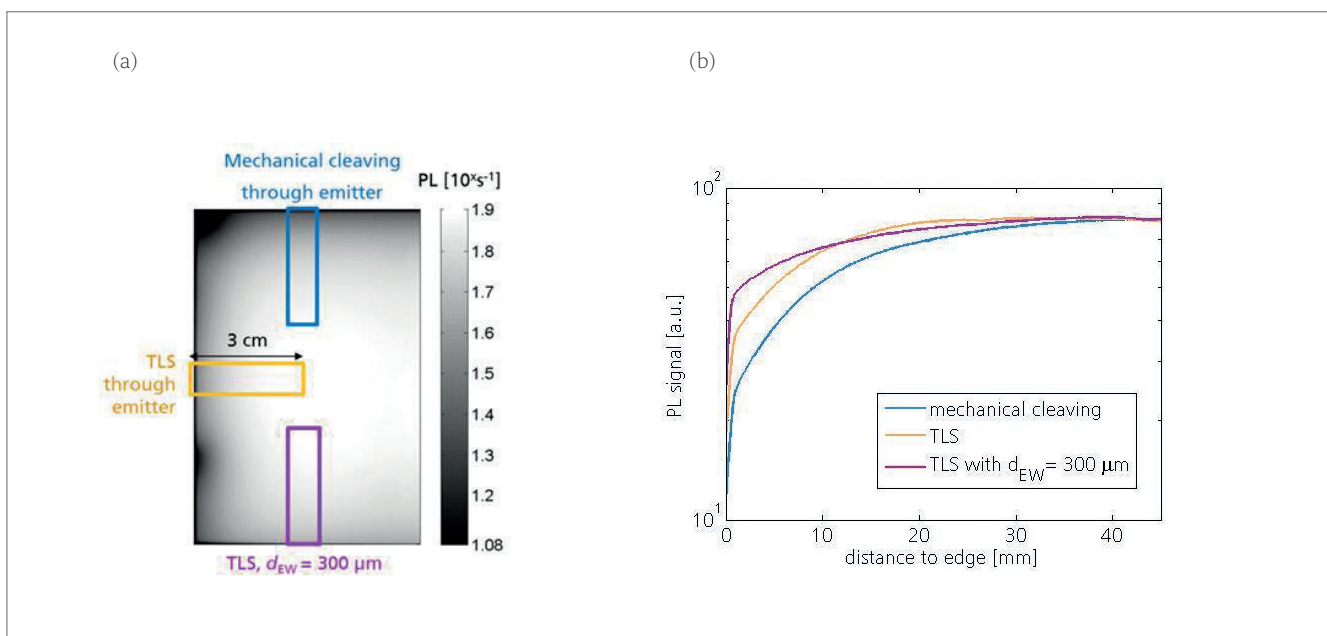 (a)
Mechanical cleaving
through emitter
PL [10ˣs⁻¹]
1.9
1.8
1.7
1.6
1.5
1.4
1.3
1.2
1.08
3 cm
TLS
through
emitter
TLS, d_EW = 300 µm
(b)
PL signal [a.u.]
10²
10¹
0 10 20 30 40
distance to edge [mm]
mechanical cleaving
TLS
TLS with d_EW = 300 µm